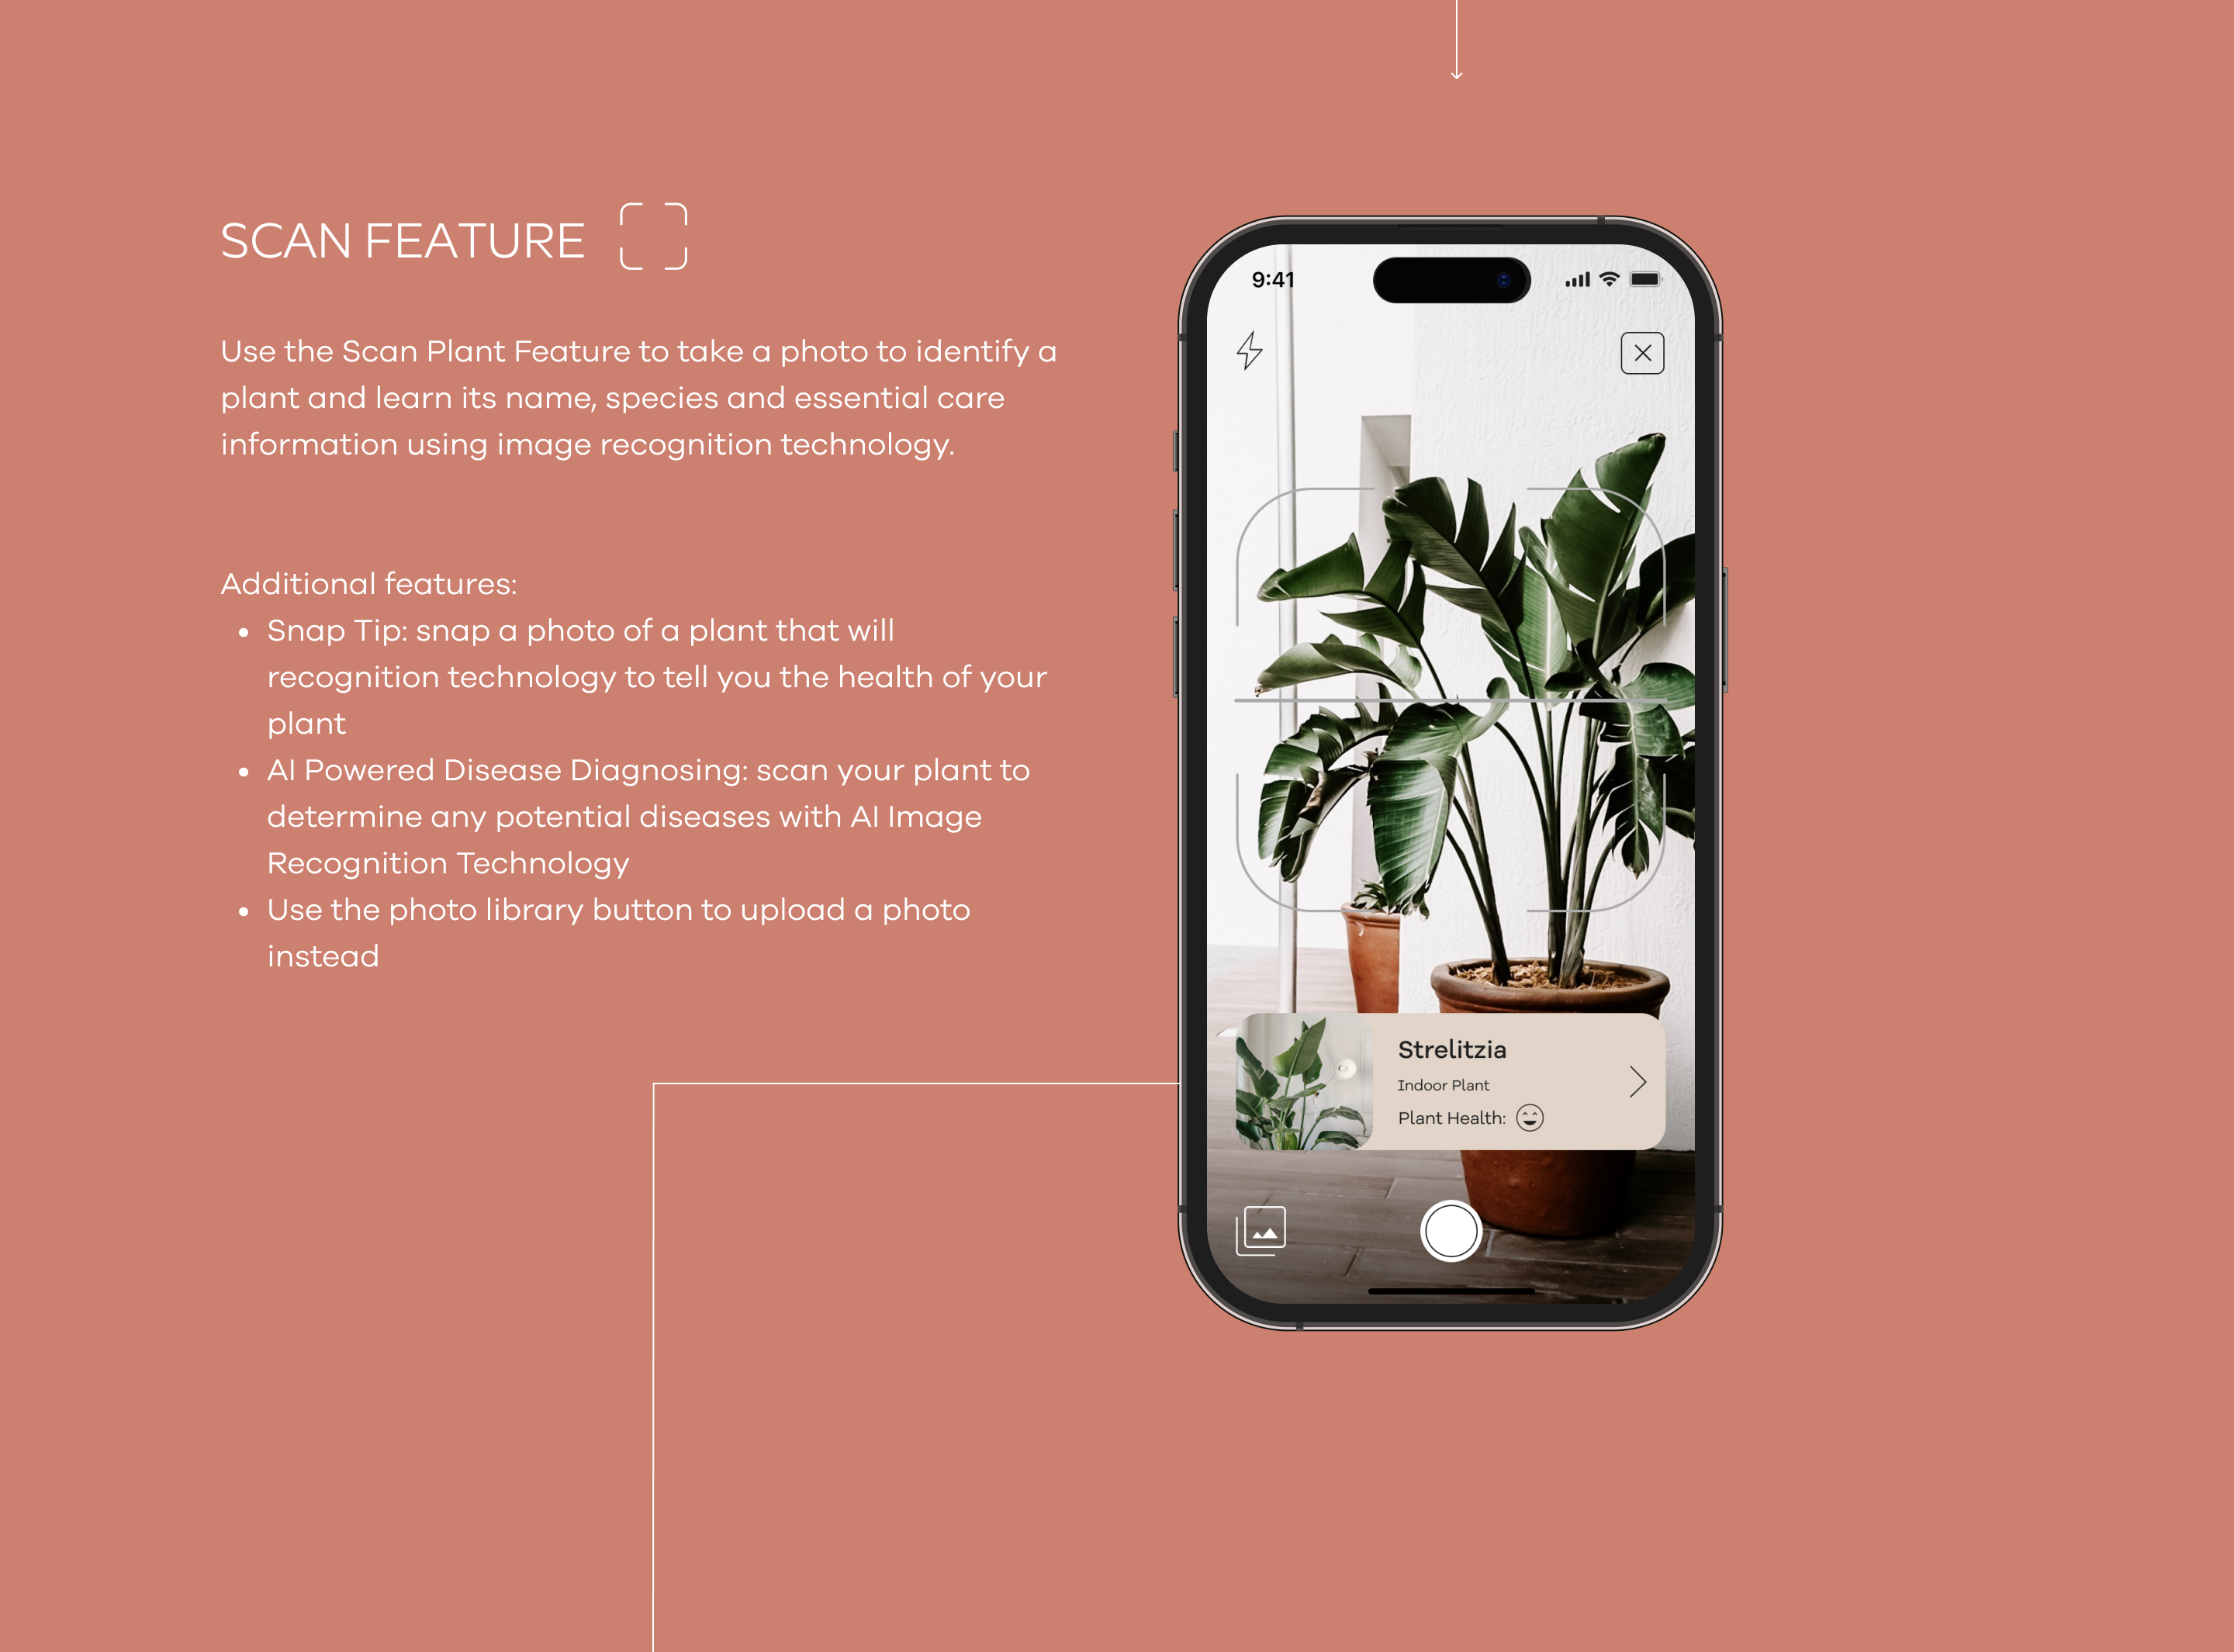 SCAN FEATURE
Use the Scan Plant Feature to take a photo to identify a
plant and learn its name, species and essential care
information using image recognition technology.
Additional features:
• Snap Tip: snap a photo of a plant that will
recognition technology to tell you the health of your
plant
• AI Powered Disease Diagnosing: scan your plant to
determine any potential diseases with AI Image
Recognition Technology
• Use the photo library button to upload a photo
instead
9:41
Strelitzia
Indoor Plant
Plant Health: